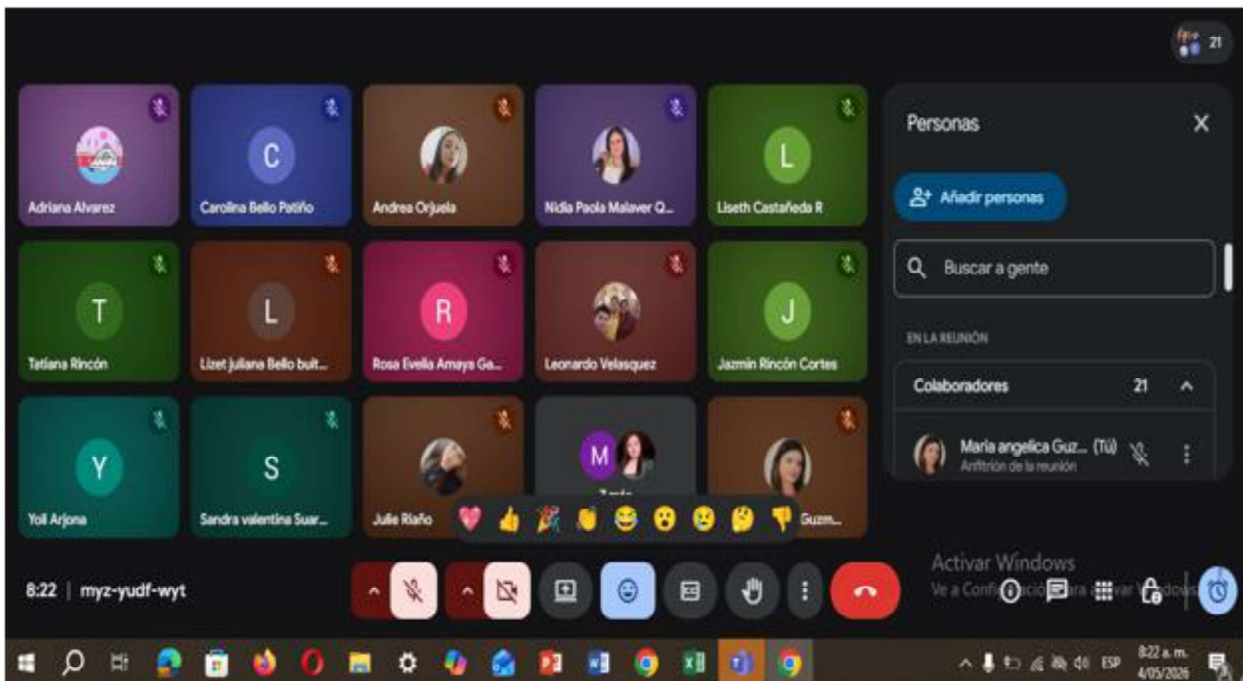 21
Adriana Alvarez
C
Carolina Bello Patiño
Andrea Orjuela
Nidia Paola Malaver Q...
L
Liseth Castañeda R
T
Tatiana Rincón
L
Lizet juliana Bello buit...
R
Rosa Evelia Amaya Ga...
Leonardo Velasquez
J
Jazmin Rincón Cortes
Y
Yoli Arjona
S
Sandra valentina Suar...
Julie Riaño
M
Guzm...
Personas
Añadir personas
Buscar a gente
EN LA REUNIÓN
Colaboradores 21
Maria angelica Guz... (Tú)
Anfitrión de la reunión
Activar Windows
Ve a
8:22 | myz-yudf-wyt
ESP
8:22 a. m.
4/05/2026